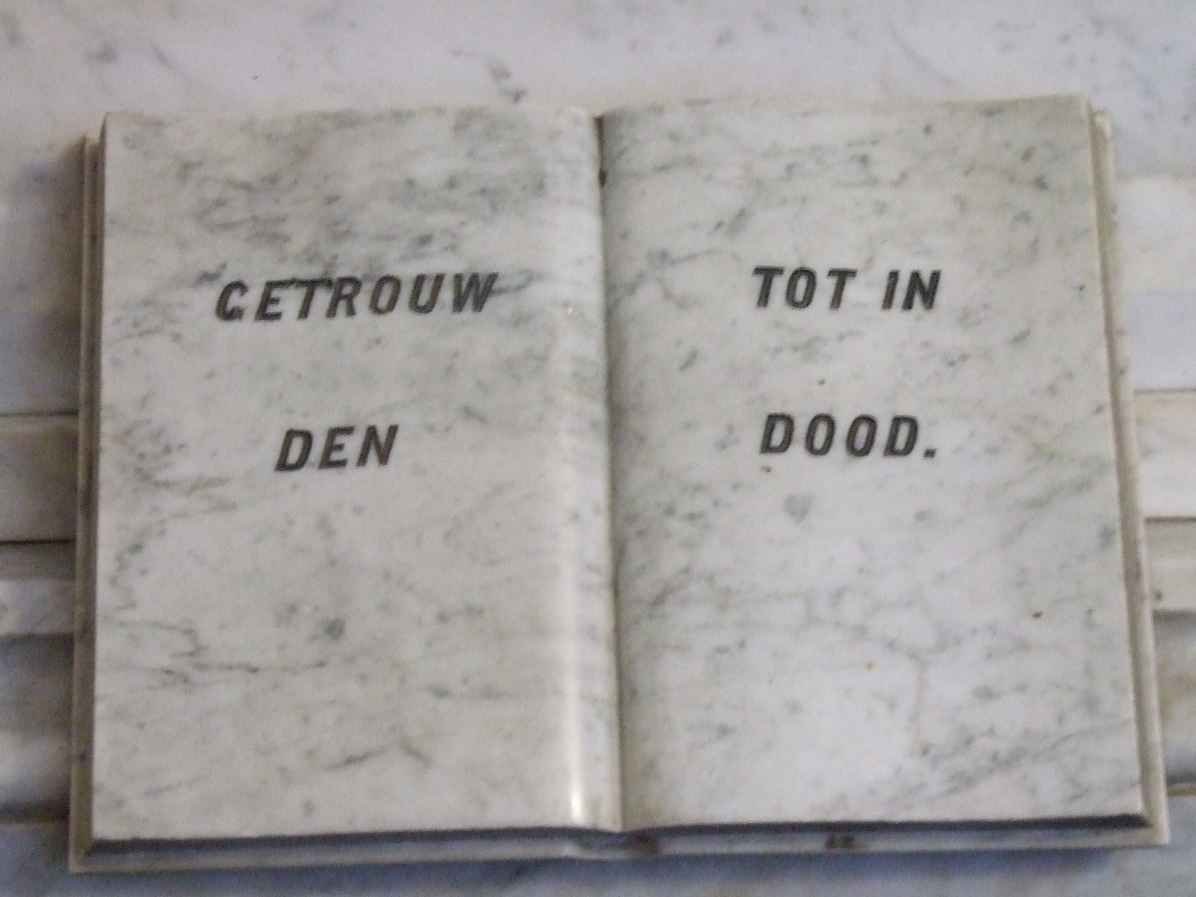 GETROUW TOT IN
DEN DOOD.